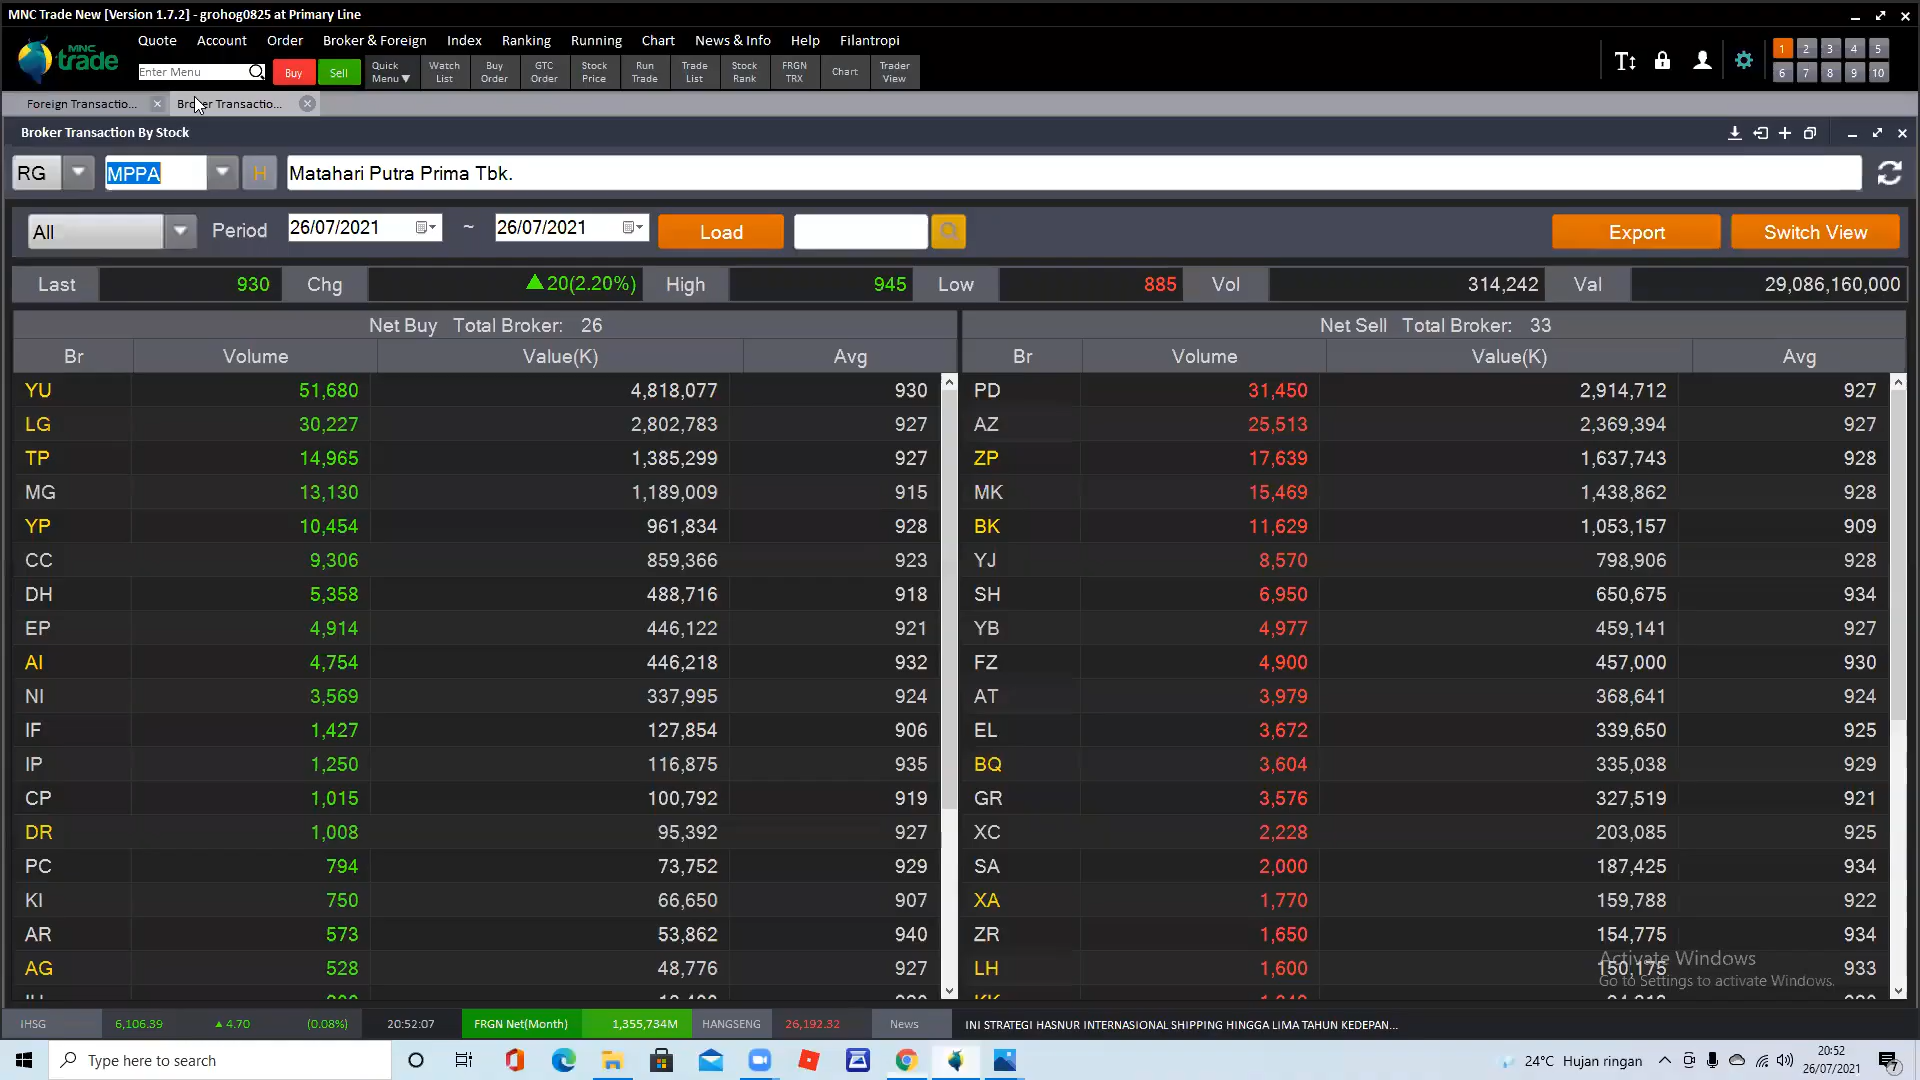 MNC Trade New [Version 1.7.2] - grohog0825 at Primary Line
MNC trade
Quote Account Order Broker & Foreign Index Ranking Running Chart News & Info Help Filantropi
Enter Menu Buy Sell Quick Menu▼ Watch List Buy Order GTC Order Stock Price Run Trade Trade List Stock Rank FRGN TRX Chart Trader View
1 2 3 4 5
6 7 8 9 10
Foreign Transactio... Broker Transactio...
Broker Transaction By Stock
RG MPPA H Matahari Putra Prima Tbk.
All Period 26/07/2021 ~ 26/07/2021 Load Export Switch View
Last 930 Chg ▲20(2.20%) High 945 Low 885 Vol 314,242 Val 29,086,160,000
Net Buy Total Broker: 26 Net Sell Total Broker: 33
Br Volume Value(K) Avg Br Volume Value(K) Avg
YU 51,680 4,818,077 930 PD 31,450 2,914,712 927
LG 30,227 2,802,783 927 AZ 25,513 2,369,394 927
TP 14,965 1,385,299 927 ZP 17,639 1,637,743 928
MG 13,130 1,189,009 915 MK 15,469 1,438,862 928
YP 10,454 961,834 928 BK 11,629 1,053,157 909
CC 9,306 859,366 923 YJ 8,570 798,906 928
DH 5,358 488,716 918 SH 6,950 650,675 934
EP 4,914 446,122 921 YB 4,977 459,141 927
AI 4,754 446,218 932 FZ 4,900 457,000 930
NI 3,569 337,995 924 AT 3,979 368,641 924
IF 1,427 127,854 906 EL 3,672 339,650 925
IP 1,250 116,875 935 BQ 3,604 335,038 929
CP 1,015 100,792 919 GR 3,576 327,519 921
DR 1,008 95,392 927 XC 2,228 203,085 925
PC 794 73,752 929 SA 2,000 187,425 934
KI 750 66,650 907 XA 1,770 159,788 922
AR 573 53,862 940 ZR 1,650 154,775 934
AG 528 48,776 927 LH 1,600 150,175 933
Activate Windows
Go to Settings to activate Windows.
IHSG 6,106.39 ▲ 4.70 (0.08%) 20:52:07 FRGN Net(Month) 1,355,734M HANGSENG 26,192.32 News INI STRATEGI HASNUR INTERNASIONAL SHIPPING HINGGA LIMA TAHUN KEDEPAN...
Type here to search 24°C Hujan ringan 20:52
26/07/2021 7